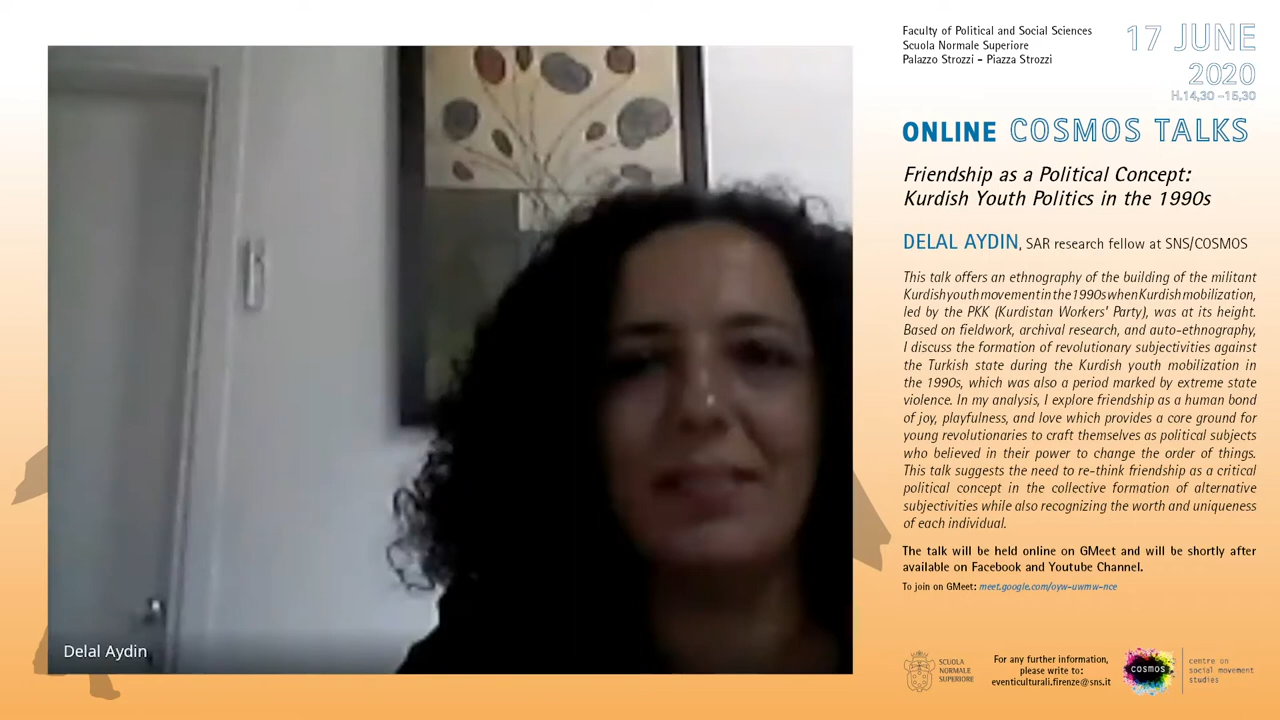 Faculty of Political and Social Sciences
Scuola Normale Superiore
Palazzo Strozzi - Piazza Strozzi
17 JUNE
2020
H.14,30 -15,30
ONLINE COSMOS TALKS
Friendship as a Political Concept:
Kurdish Youth Politics in the 1990s
DELAL AYDIN, SAR research fellow at SNS/COSMOS
This talk offers an ethnography of the building of the militant
Kurdish youth movement in the 1990s when Kurdish mobilization,
led by the PKK (Kurdistan Workers' Party), was at its height.
Based on fieldwork, archival research, and auto-ethnography,
I discuss the formation of revolutionary subjectivities against
the Turkish state during the Kurdish youth mobilization in
the 1990s, which was also a period marked by extreme state
violence. In my analysis, I explore friendship as a human bond
of joy, playfulness, and love which provides a core ground for
young revolutionaries to craft themselves as political subjects
who believed in their power to change the order of things.
This talk suggests the need to re-think friendship as a critical
political concept in the collective formation of alternative
subjectivities while also recognizing the worth and uniqueness
of each individual.
The talk will be held online on GMeet and will be shortly after
available on Facebook and Youtube Channel.
To join on GMeet: meet.google.com/oyw-uwmw-nce
Delal Aydin
SCUOLA
NORMALE
SUPERIORE
For any further information,
please write to:
eventiculturali.firenze@sns.it
cosmos
centre on
social movement
studies